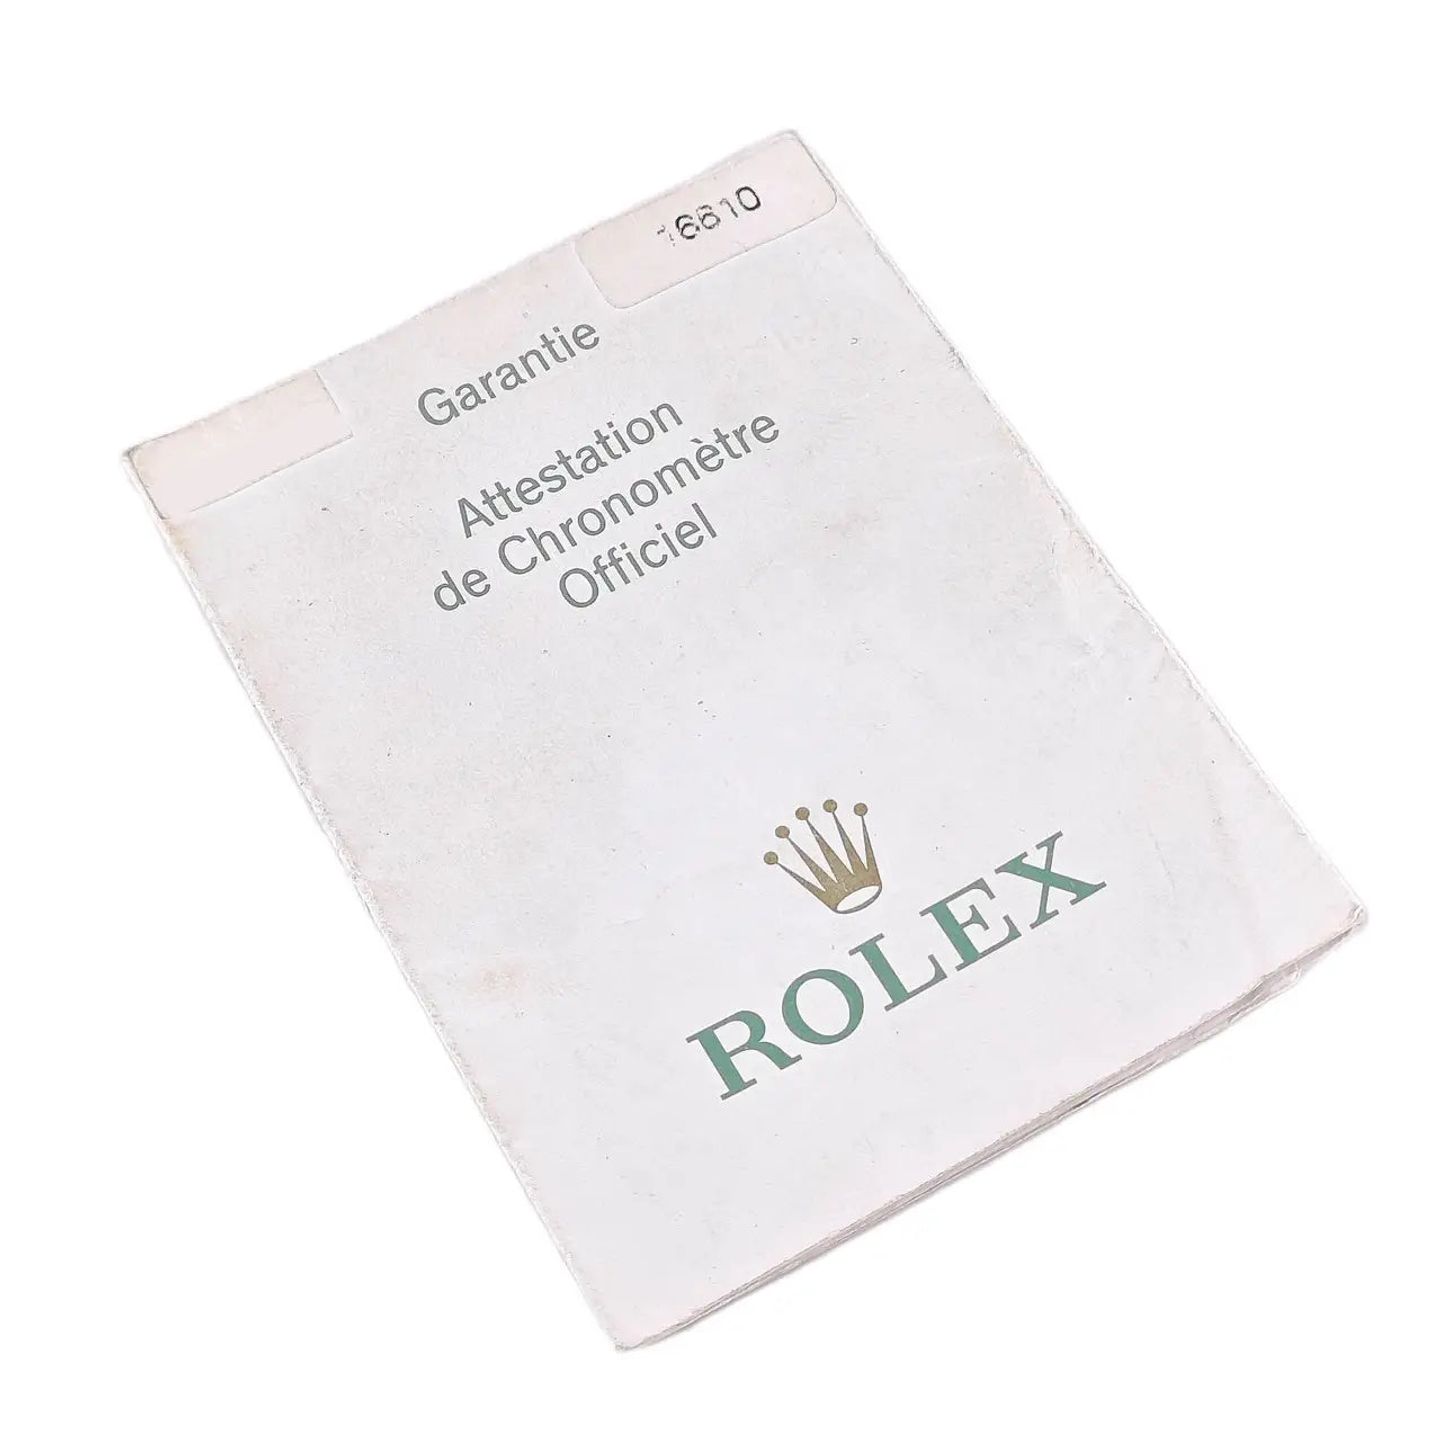 16610
Garantie
Attestation
de Chronomètre
Officiel
ROLEX